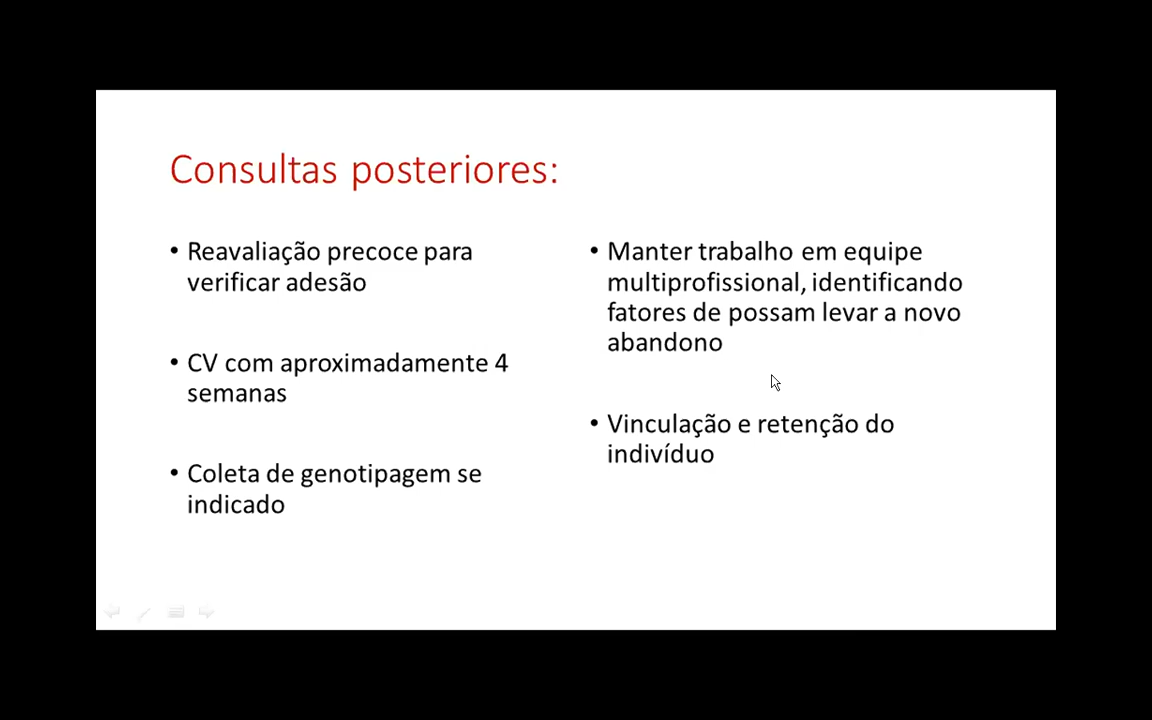 Consultas posteriores:
• Reavaliação precoce para
verificar adesão
• CV com aproximadamente 4
semanas
• Coleta de genotipagem se
indicado
• Manter trabalho em equipe
multiprofissional, identificando
fatores de possam levar a novo
abandono
• Vinculação e retenção do
indivíduo